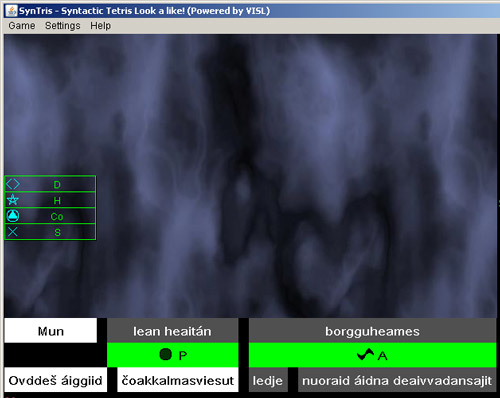 SynTris - Syntactic Tetris Look a like! (Powered by VISL)
Game Settings Help
D
H
Co
S
Mun lean heaitán borgguheames
P A
Ovddeš áiggiid čoakkalmasviesut ledje nuoraid áidna deaivvadansajit